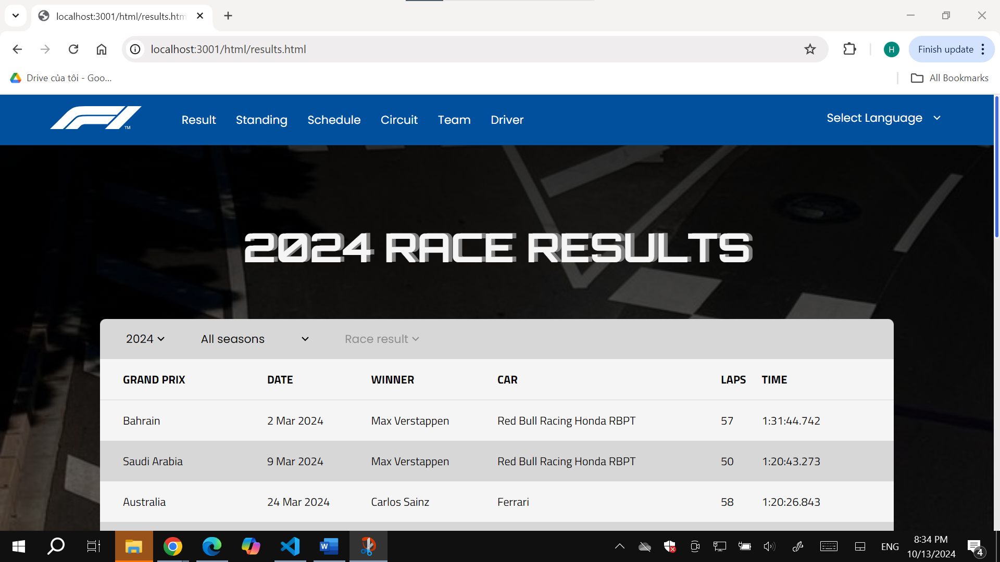 localhost:3001/html/results.htm
localhost:3001/html/results.html
H
Finish update
Drive của tôi - Goo...
All Bookmarks
F1 TM
Result Standing Schedule Circuit Team Driver
Select Language
2024 RACE RESULTS
2024 All seasons Race result
GRAND PRIX DATE WINNER CAR LAPS TIME
Bahrain 2 Mar 2024 Max Verstappen Red Bull Racing Honda RBPT 57 1:31:44.742
Saudi Arabia 9 Mar 2024 Max Verstappen Red Bull Racing Honda RBPT 50 1:20:43.273
Australia 24 Mar 2024 Carlos Sainz Ferrari 58 1:20:26.843
W
ENG
8:34 PM
10/13/2024
4